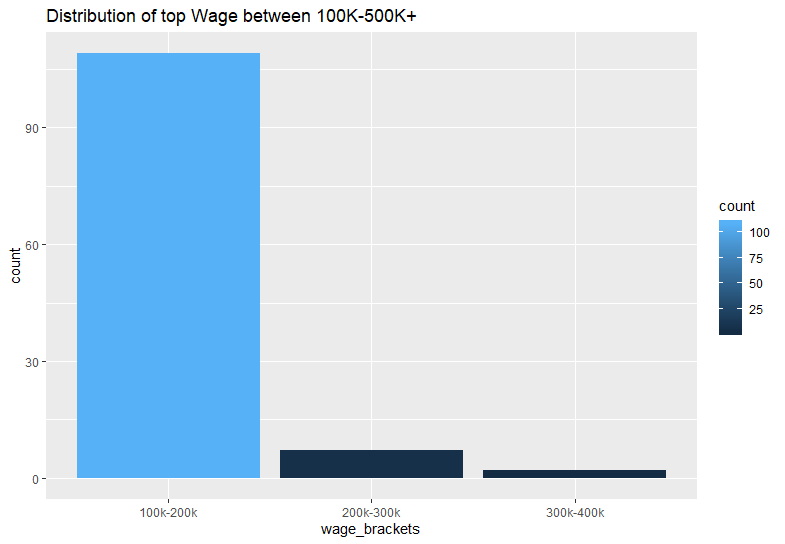 Distribution of top Wage between 100K-500K+
count
90
60
30
0
100k-200k
200k-300k
300k-400k
wage_brackets
count
100
75
50
25